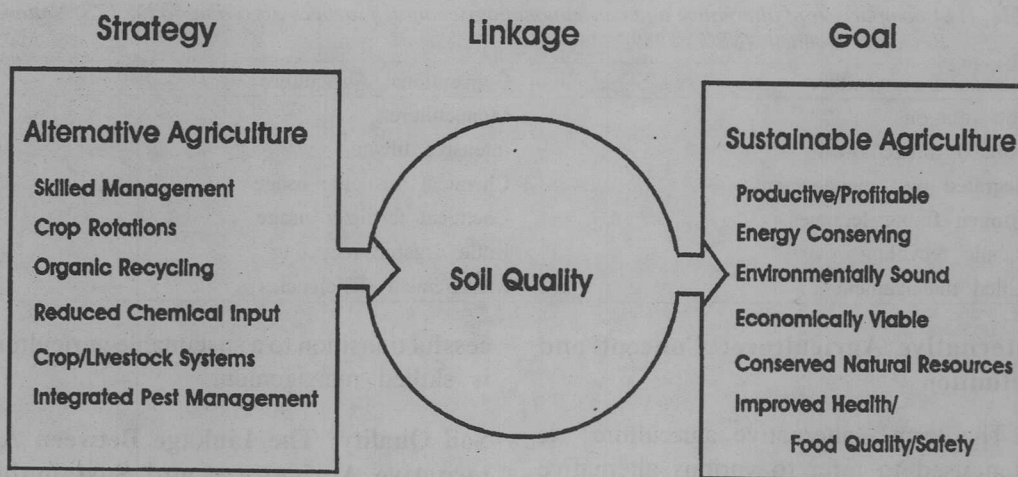 Strategy
Linkage
Goal
Alternative Agriculture
Skilled Management
Crop Rotations
Organic Recycling
Reduced Chemical Input
Crop/Livestock Systems
Integrated Pest Management
Soil Quality
Sustainable Agriculture
Productive/Profitable
Energy Conserving
Environmentally Sound
Economically Viable
Conserved Natural Resources
Improved Health/
Food Quality/Safety